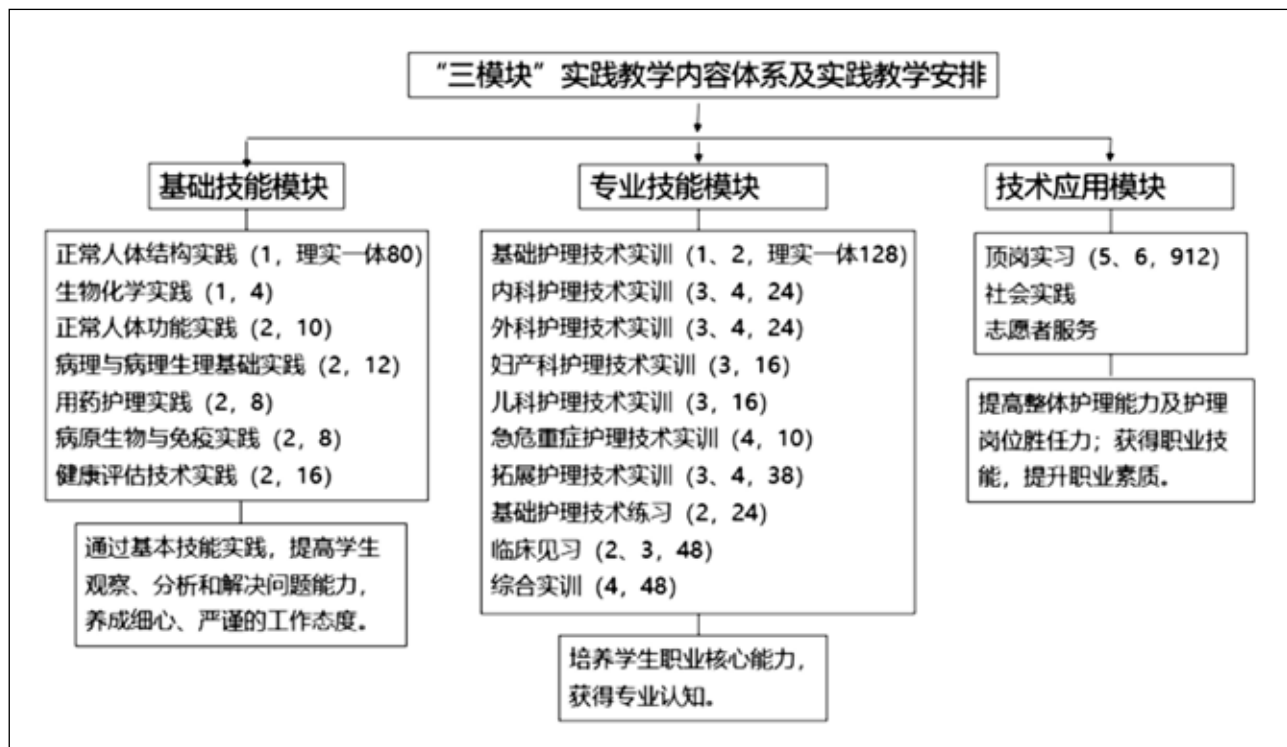 “三模块”实践教学内容体系及实践教学安排
基础技能模块
正常人体结构实践（1，理实一体80）
生物化学实践（1，4）
正常人体功能实践（2，10）
病理与病理生理基础实践（2，12）
用药护理实践（2，8）
病原生物与免疫实践（2，8）
健康评估技术实践（2，16）
通过基本技能实践，提高学生
观察、分析和解决问题能力，
养成细心、严谨的工作态度。
专业技能模块
基础护理技术实训（1、2，理实一体128）
内科护理技术实训（3、4，24）
外科护理技术实训（3、4，24）
妇产科护理技术实训（3，16）
儿科护理技术实训（3，16）
急危重症护理技术实训（4，10）
拓展护理技术实训（3、4，38）
基础护理技术练习（2，24）
临床见习（2、3，48）
综合实训（4，48）
培养学生职业核心能力，
获得专业认知。
技术应用模块
顶岗实习（5、6，912）
社会实践
志愿者服务
提高整体护理能力及护理
岗位胜任力；获得职业技
能，提升职业素质。